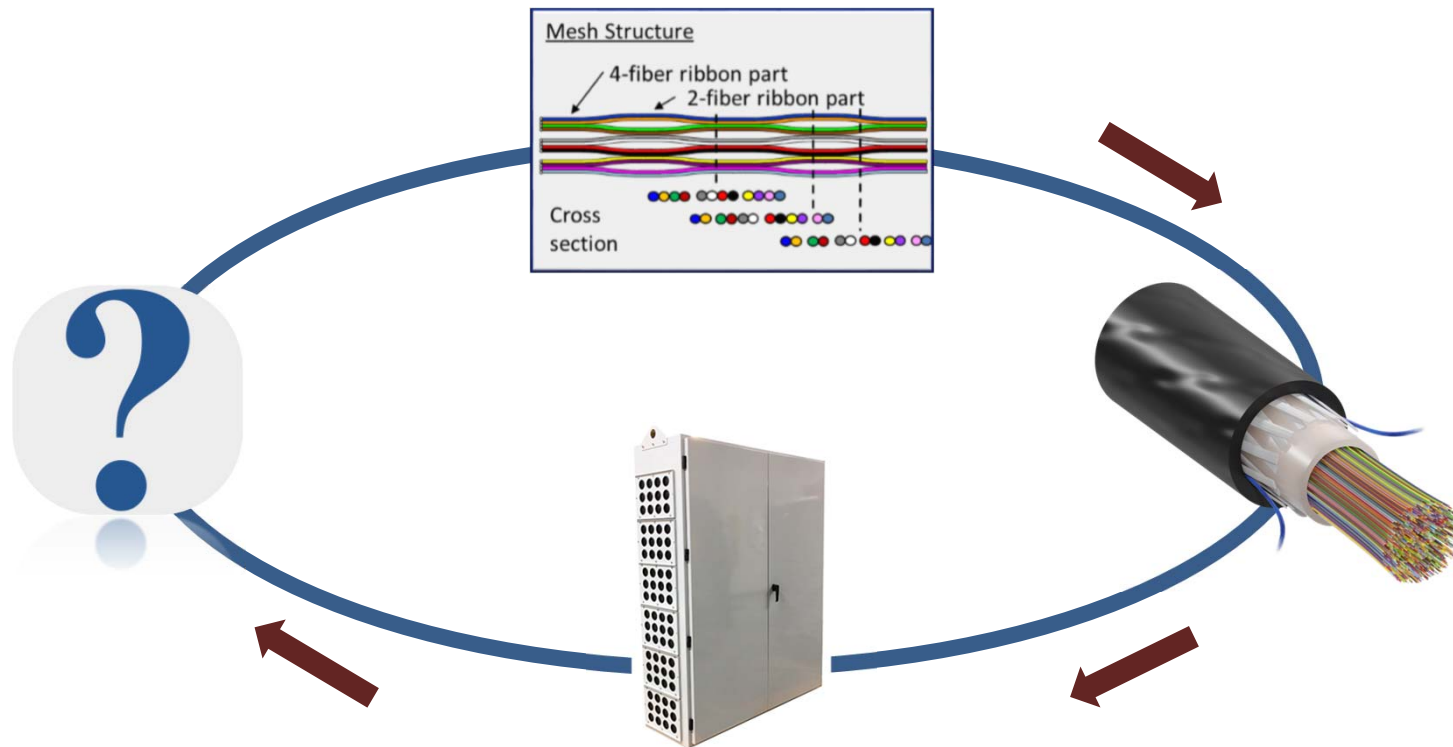 Mesh Structure
4-fiber ribbon part
2-fiber ribbon part
Cross
section
?